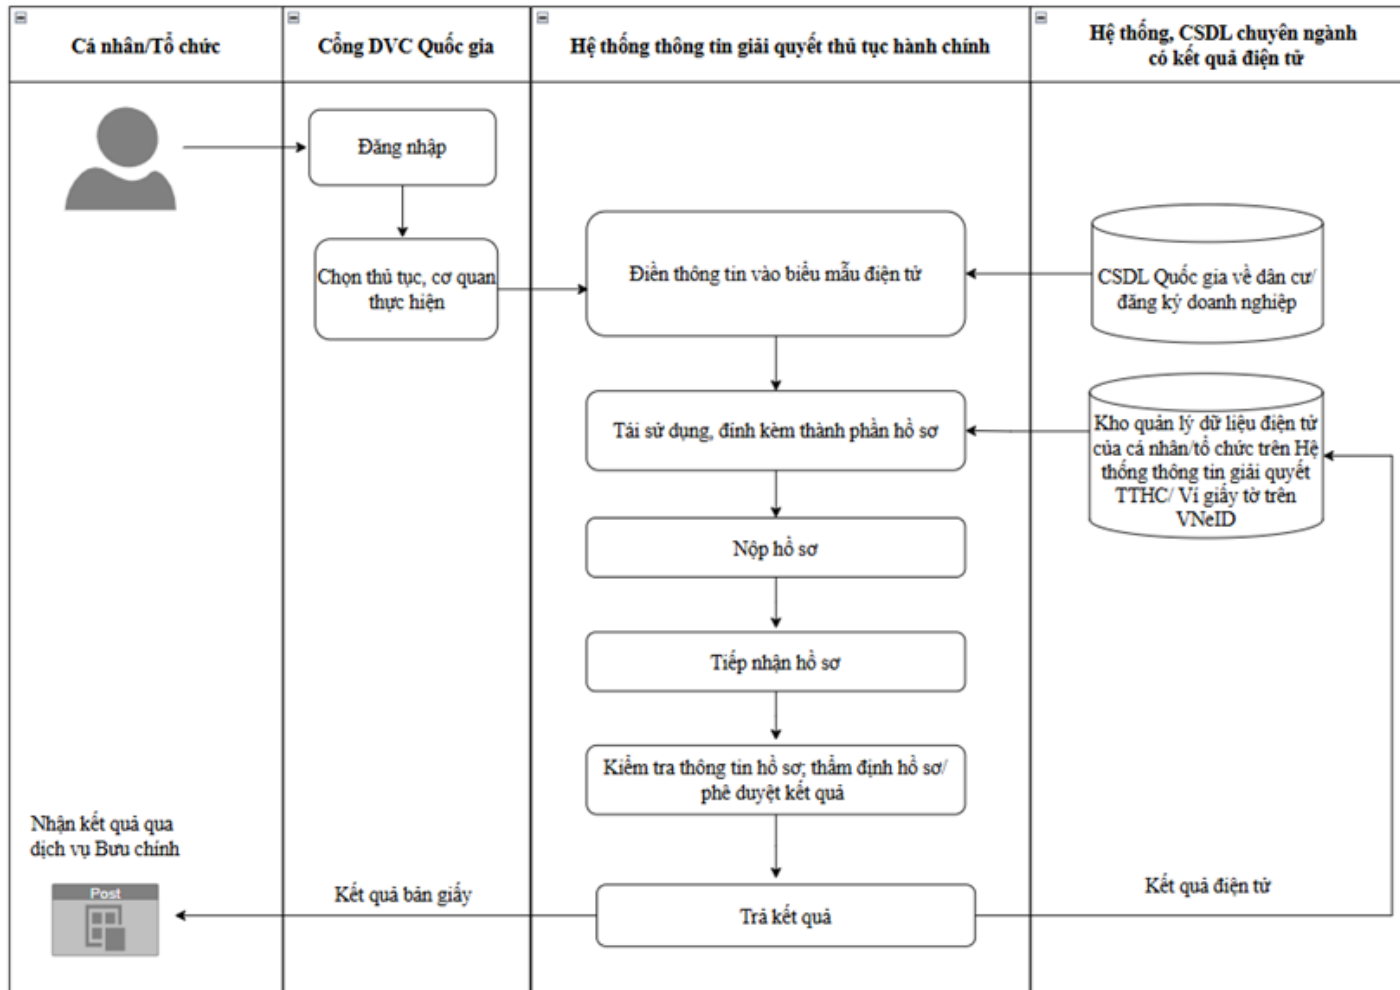 Cá nhân/Tổ chức
Cổng DVC Quốc gia
Hệ thống thông tin giải quyết thủ tục hành chính
Hệ thống, CSDL chuyên ngành
có kết quả điện tử
Đăng nhập
Chọn thủ tục, cơ quan
thực hiện
Điền thông tin vào biểu mẫu điện tử
CSDL Quốc gia về dân cư/
đăng ký doanh nghiệp
Tái sử dụng, đính kèm thành phần hồ sơ
Kho quản lý dữ liệu điện tử
của cá nhân/tổ chức trên Hệ
thống thông tin giải quyết
TTHC/ Ví giấy tờ trên
VNeID
Nộp hồ sơ
Tiếp nhận hồ sơ
Kiểm tra thông tin hồ sơ; thẩm định hồ sơ/
phê duyệt kết quả
Nhận kết quả qua
dịch vụ Bưu chính
Post
Kết quả bản giấy
Trả kết quả
Kết quả điện tử